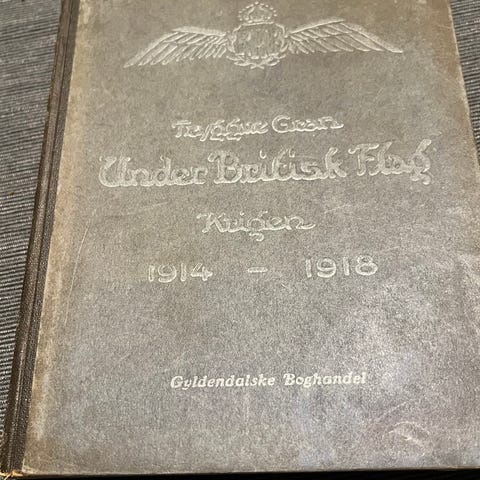 Tryggve Gran
Under Britisk Flag
Krigen
1914 – 1918
Gyldendalske Boghandel